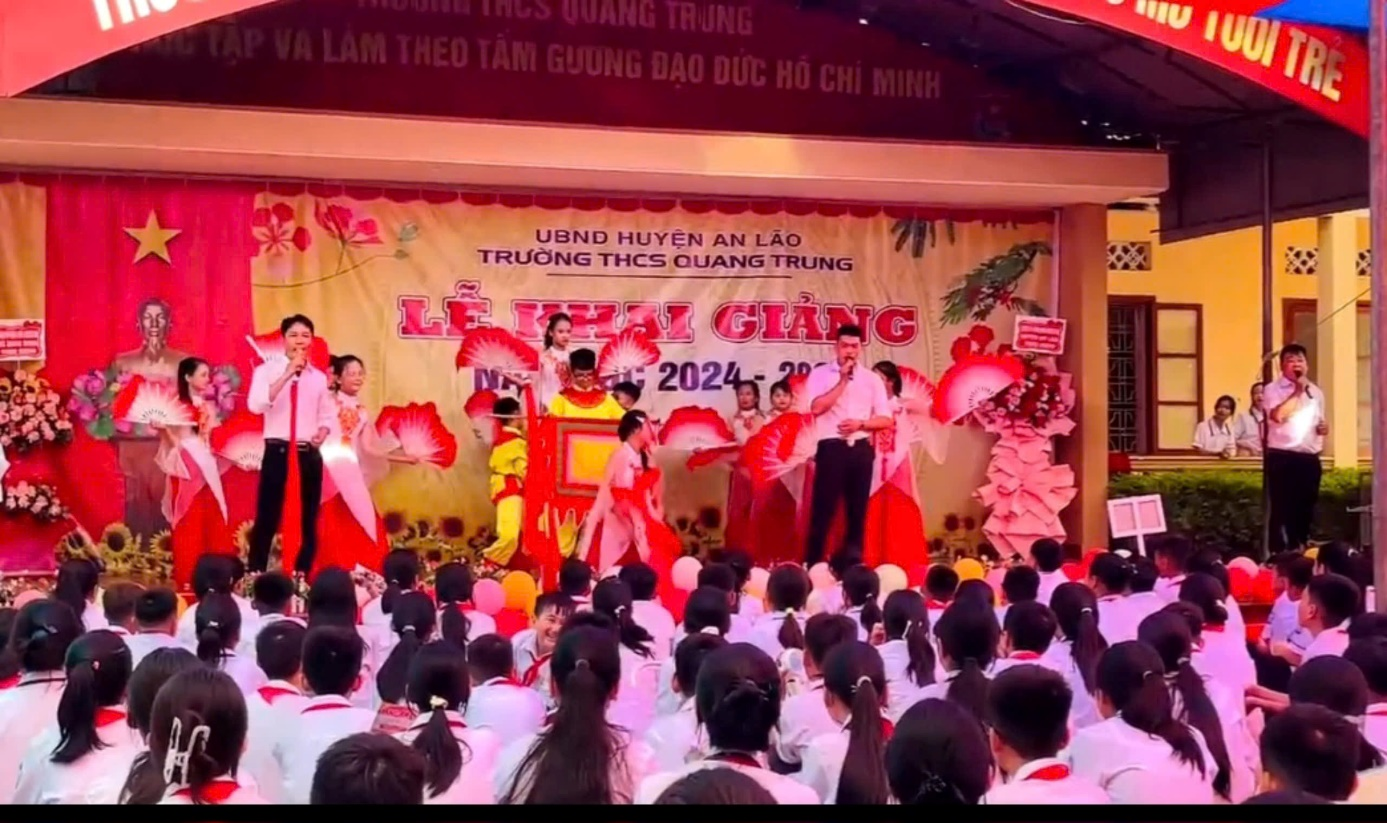 TRƯỜNG THCS QUANG TRUNG
TẬP VÀ LÀM THEO TẤM GƯƠNG ĐẠO ĐỨC HỒ CHÍ MINH
TUỔI TRẺ
UBND HUYỆN AN LÃO
TRƯỜNG THCS QUANG TRUNG
LỄ KHAI GIẢNG
2024 -